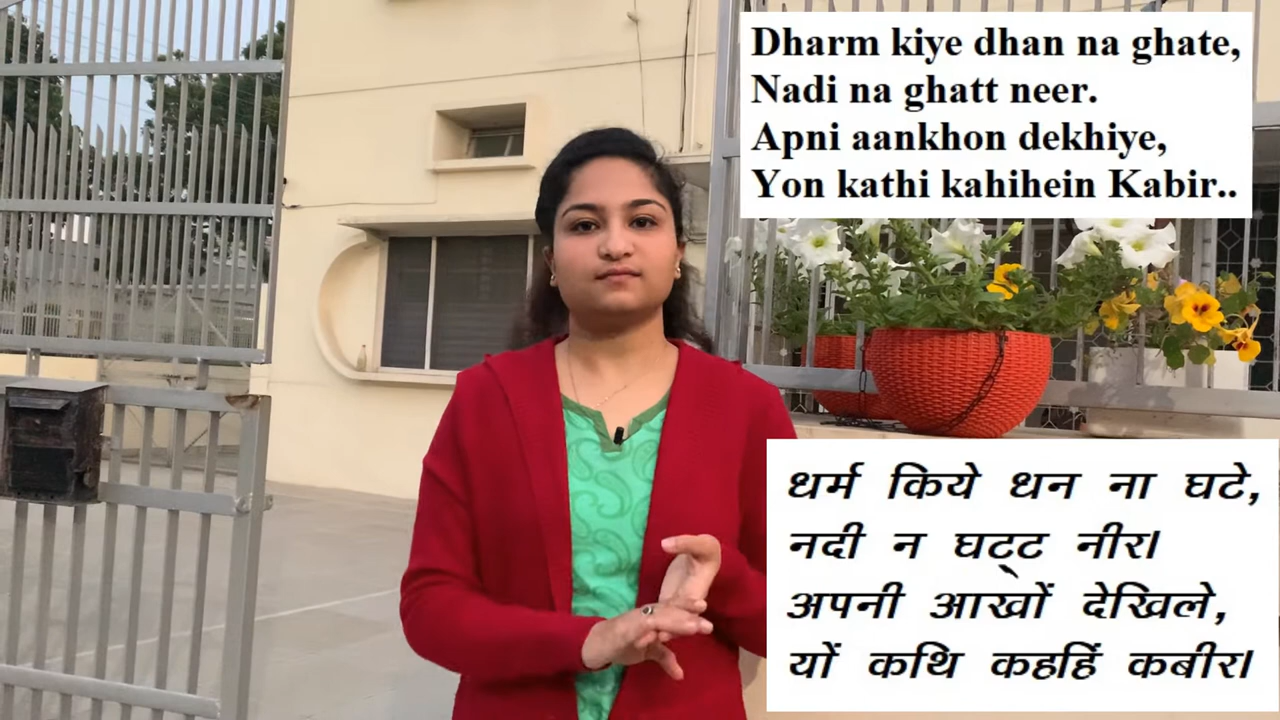 Dharm kiye dhan na ghate,
Nadi na ghatt neer.
Apni aankhon dekhiye,
Yon kathi kahihein Kabir..
धर्म किये धन ना घटे,
नदी न घट्ट नीर।
अपनी आखों देखिले,
यों कथि कहहिं कबीर।